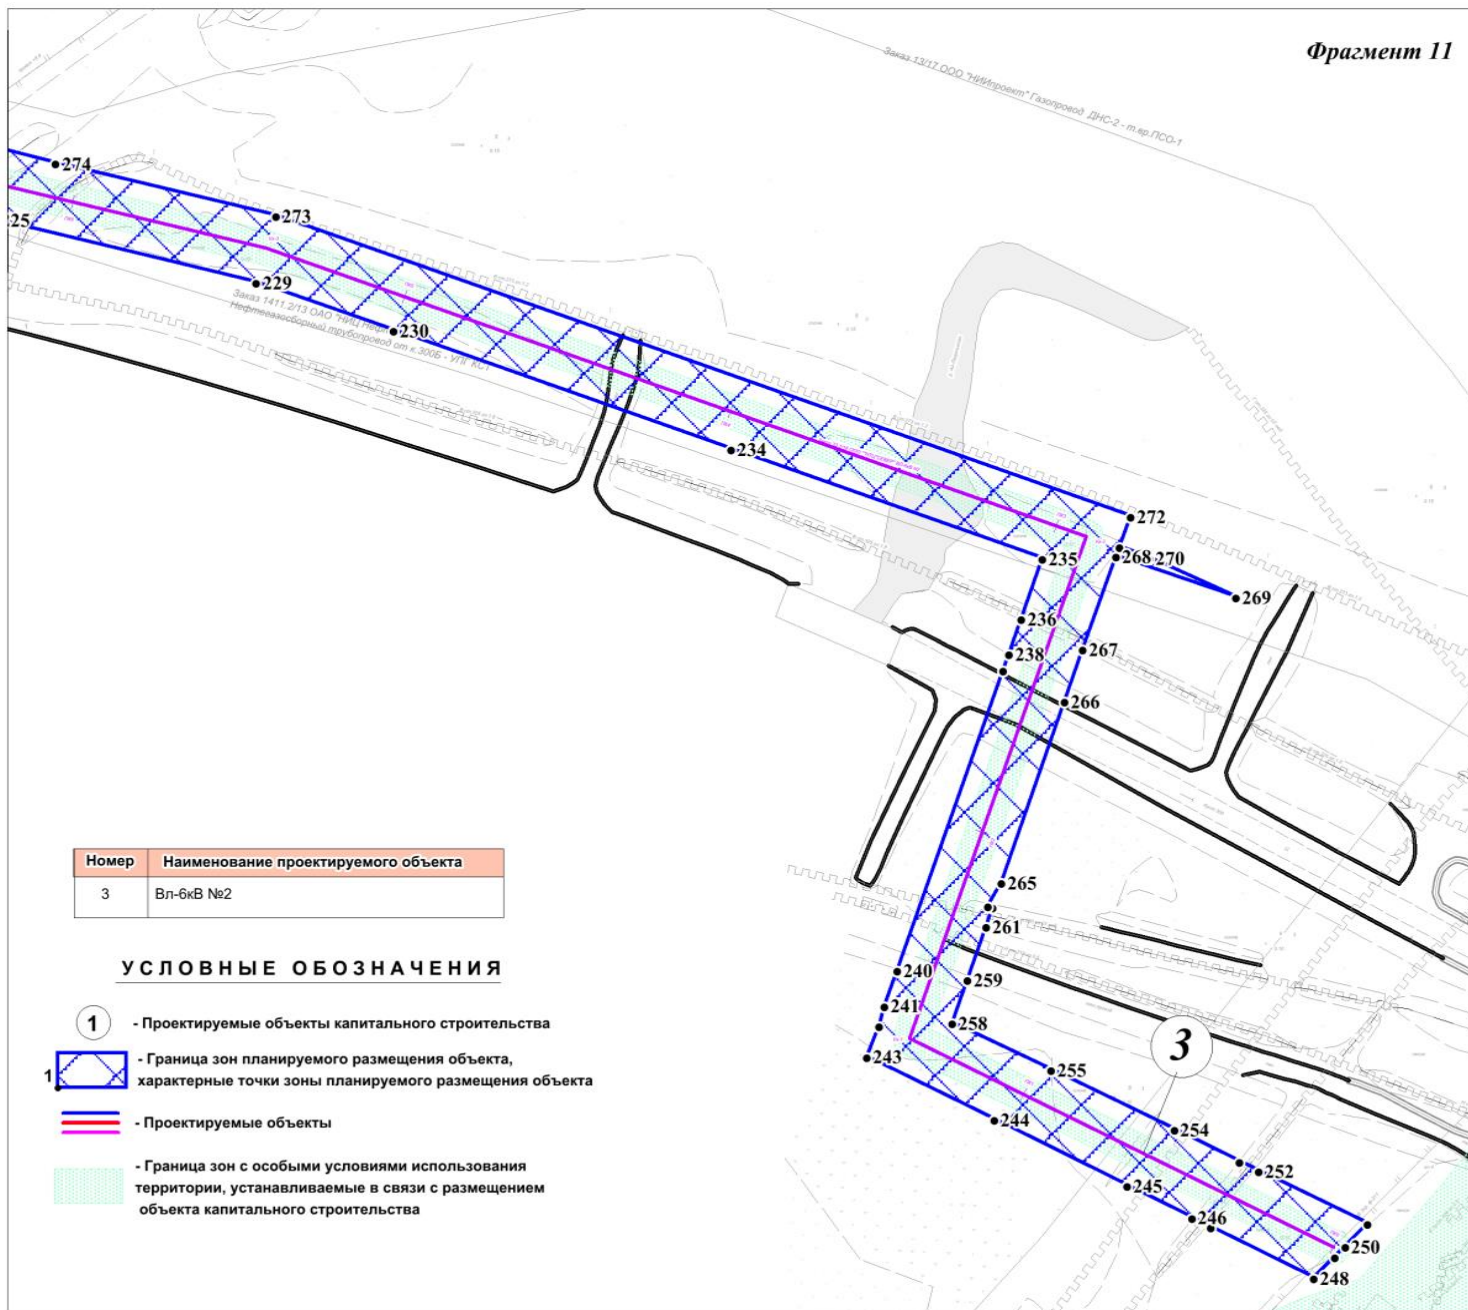 Фрагмент 11
Заказ 13/17 ООО "НИИпроект" Газопровод ДНС-2 - т.вр.ПСО-1
274
273
25
229
Заказ 1411.2/13 ОАО "НИЦ
Нефтегазосборный трубопровод от к.300Б - УПГ КСТ
230
234
272
235
268
270
269
236
238
267
266
265
261
240
259
241
258
243
255
3
244
254
252
245
246
250
248
Номер Наименование проектируемого объекта
3 Вл-6кВ №2
УСЛОВНЫЕ ОБОЗНАЧЕНИЯ
1 - Проектируемые объекты капитального строительства
- Граница зон планируемого размещения объекта,
1 характерные точки зоны планируемого размещения объекта
- Проектируемые объекты
- Граница зон с особыми условиями использования
территории, устанавливаемые в связи с размещением
объекта капитального строительства